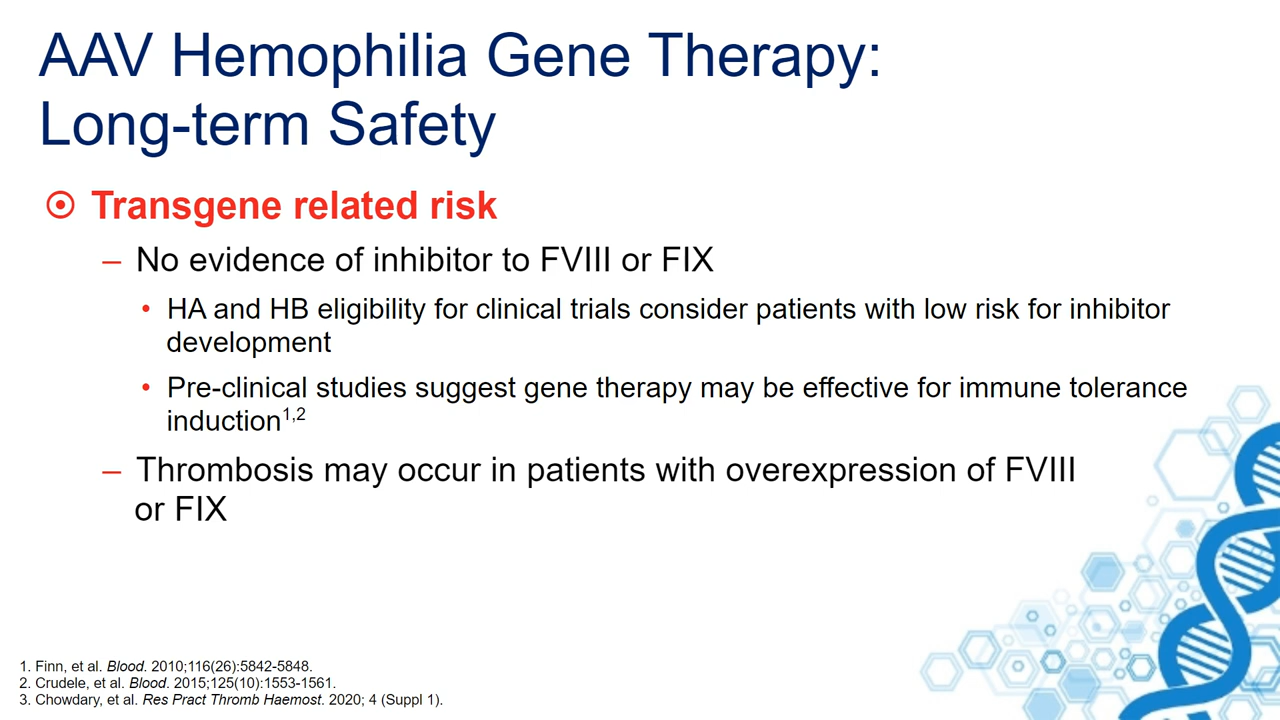 AAV Hemophilia Gene Therapy:
Long-term Safety
Transgene related risk
– No evidence of inhibitor to FVIII or FIX
• HA and HB eligibility for clinical trials consider patients with low risk for inhibitor
development
• Pre-clinical studies suggest gene therapy may be effective for immune tolerance
induction1,2
– Thrombosis may occur in patients with overexpression of FVIII
or FIX
1. Finn, et al. Blood. 2010;116(26):5842-5848.
2. Crudele, et al. Blood. 2015;125(10):1553-1561.
3. Chowdary, et al. Res Pract Thromb Haemost. 2020; 4 (Suppl 1).